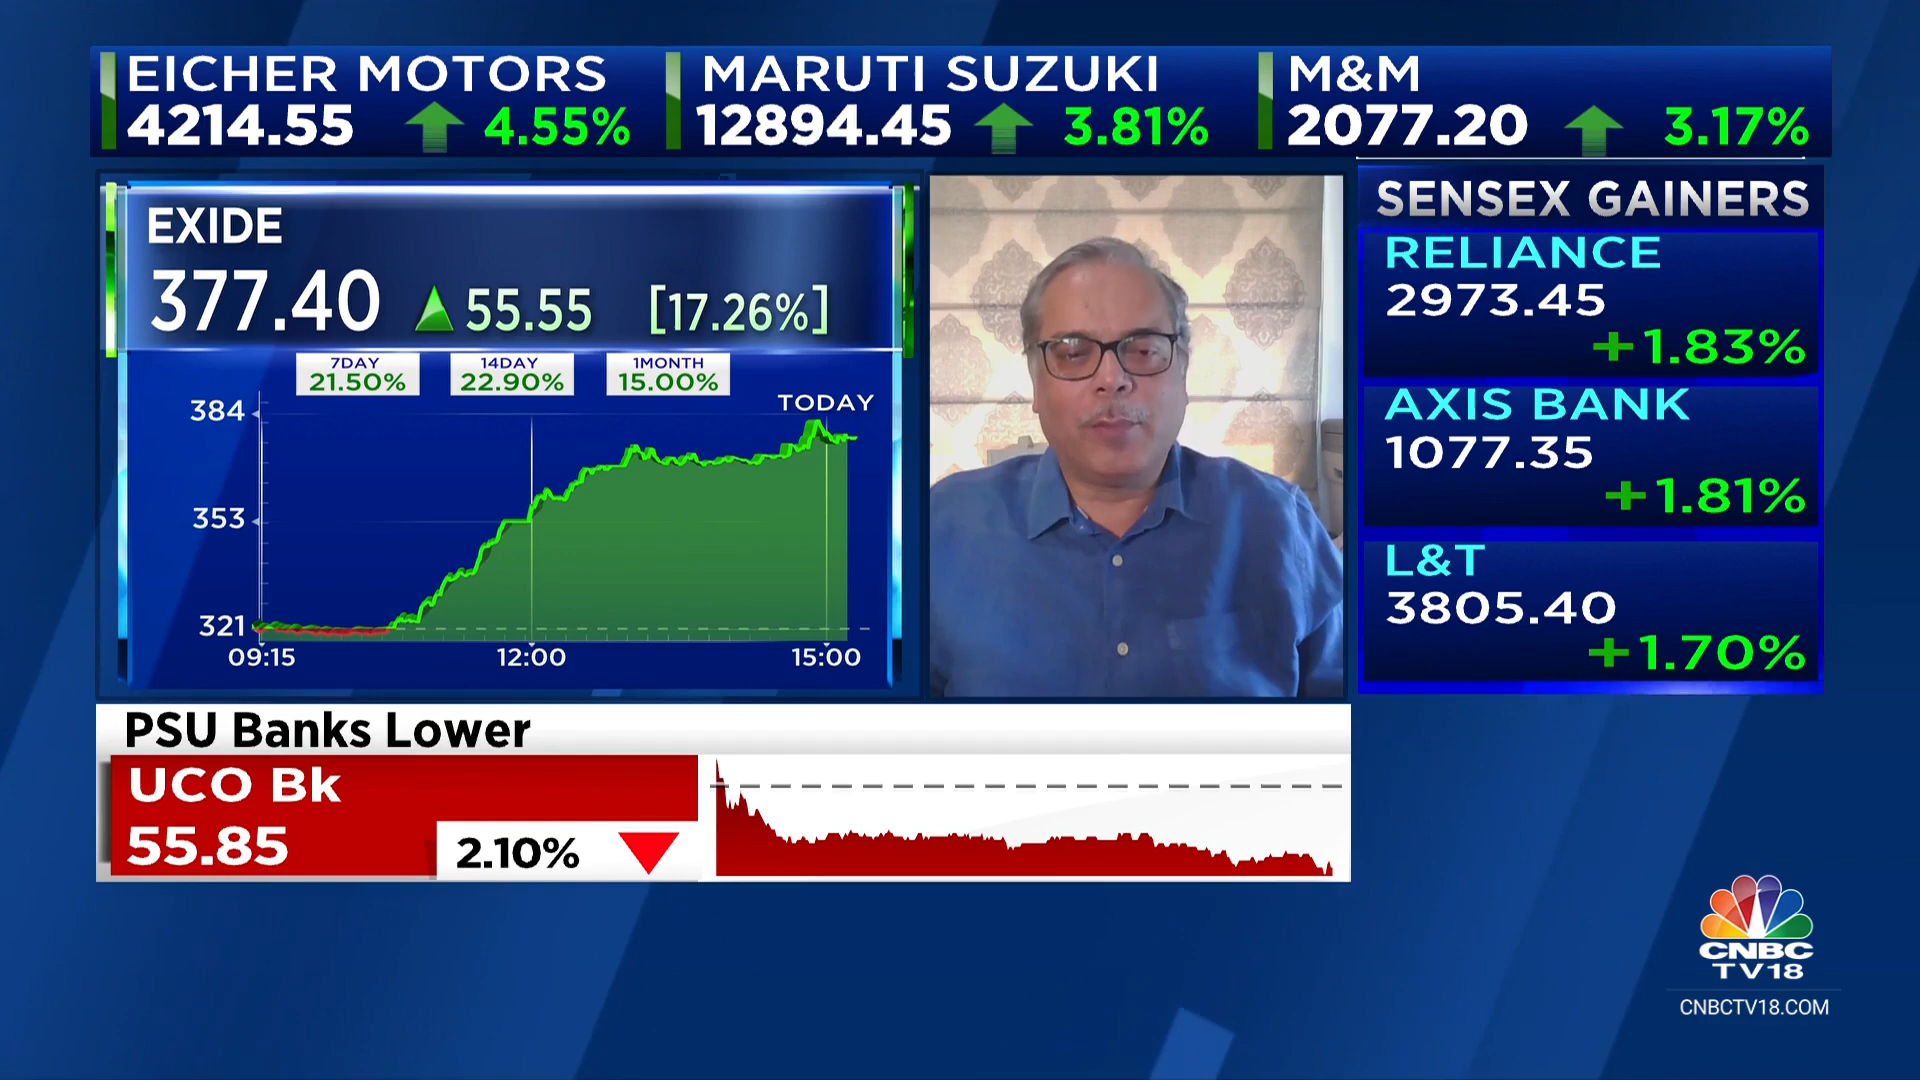 EICHER MOTORS
4214.55 4.55%
MARUTI SUZUKI
12894.45 3.81%
M&M
2077.20 3.17%
EXIDE
377.40 55.55 [17.26%]
7DAY
21.50%
14DAY
22.90%
1MONTH
15.00%
TODAY
384
353
321
09:15 12:00 15:00
SENSEX GAINERS
RELIANCE
2973.45
+1.83%
AXIS BANK
1077.35
+1.81%
L&T
3805.40
+1.70%
PSU Banks Lower
UCO Bk
55.85 2.10%
CNBC
TV18
CNBCTV18.COM